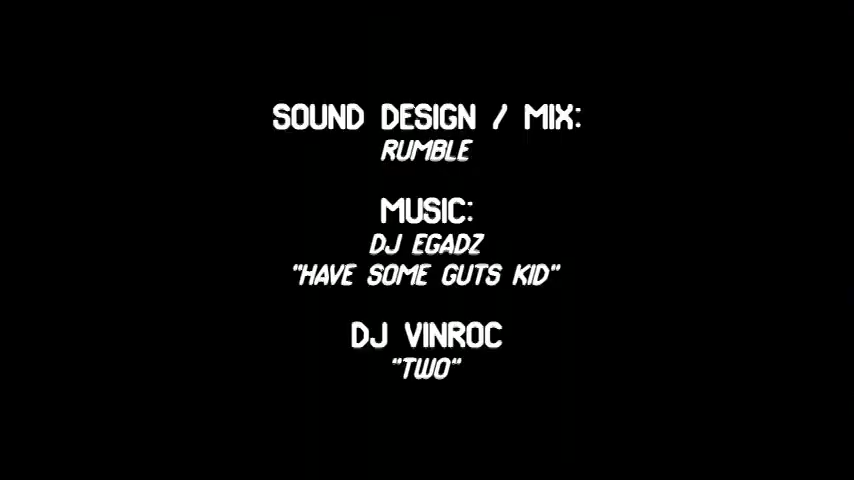 SOUND DESIGN / MIX:
RUMBLE
MUSIC:
DJ EGADZ
"HAVE SOME GUTS KID"
DJ VINROC
"TWO"